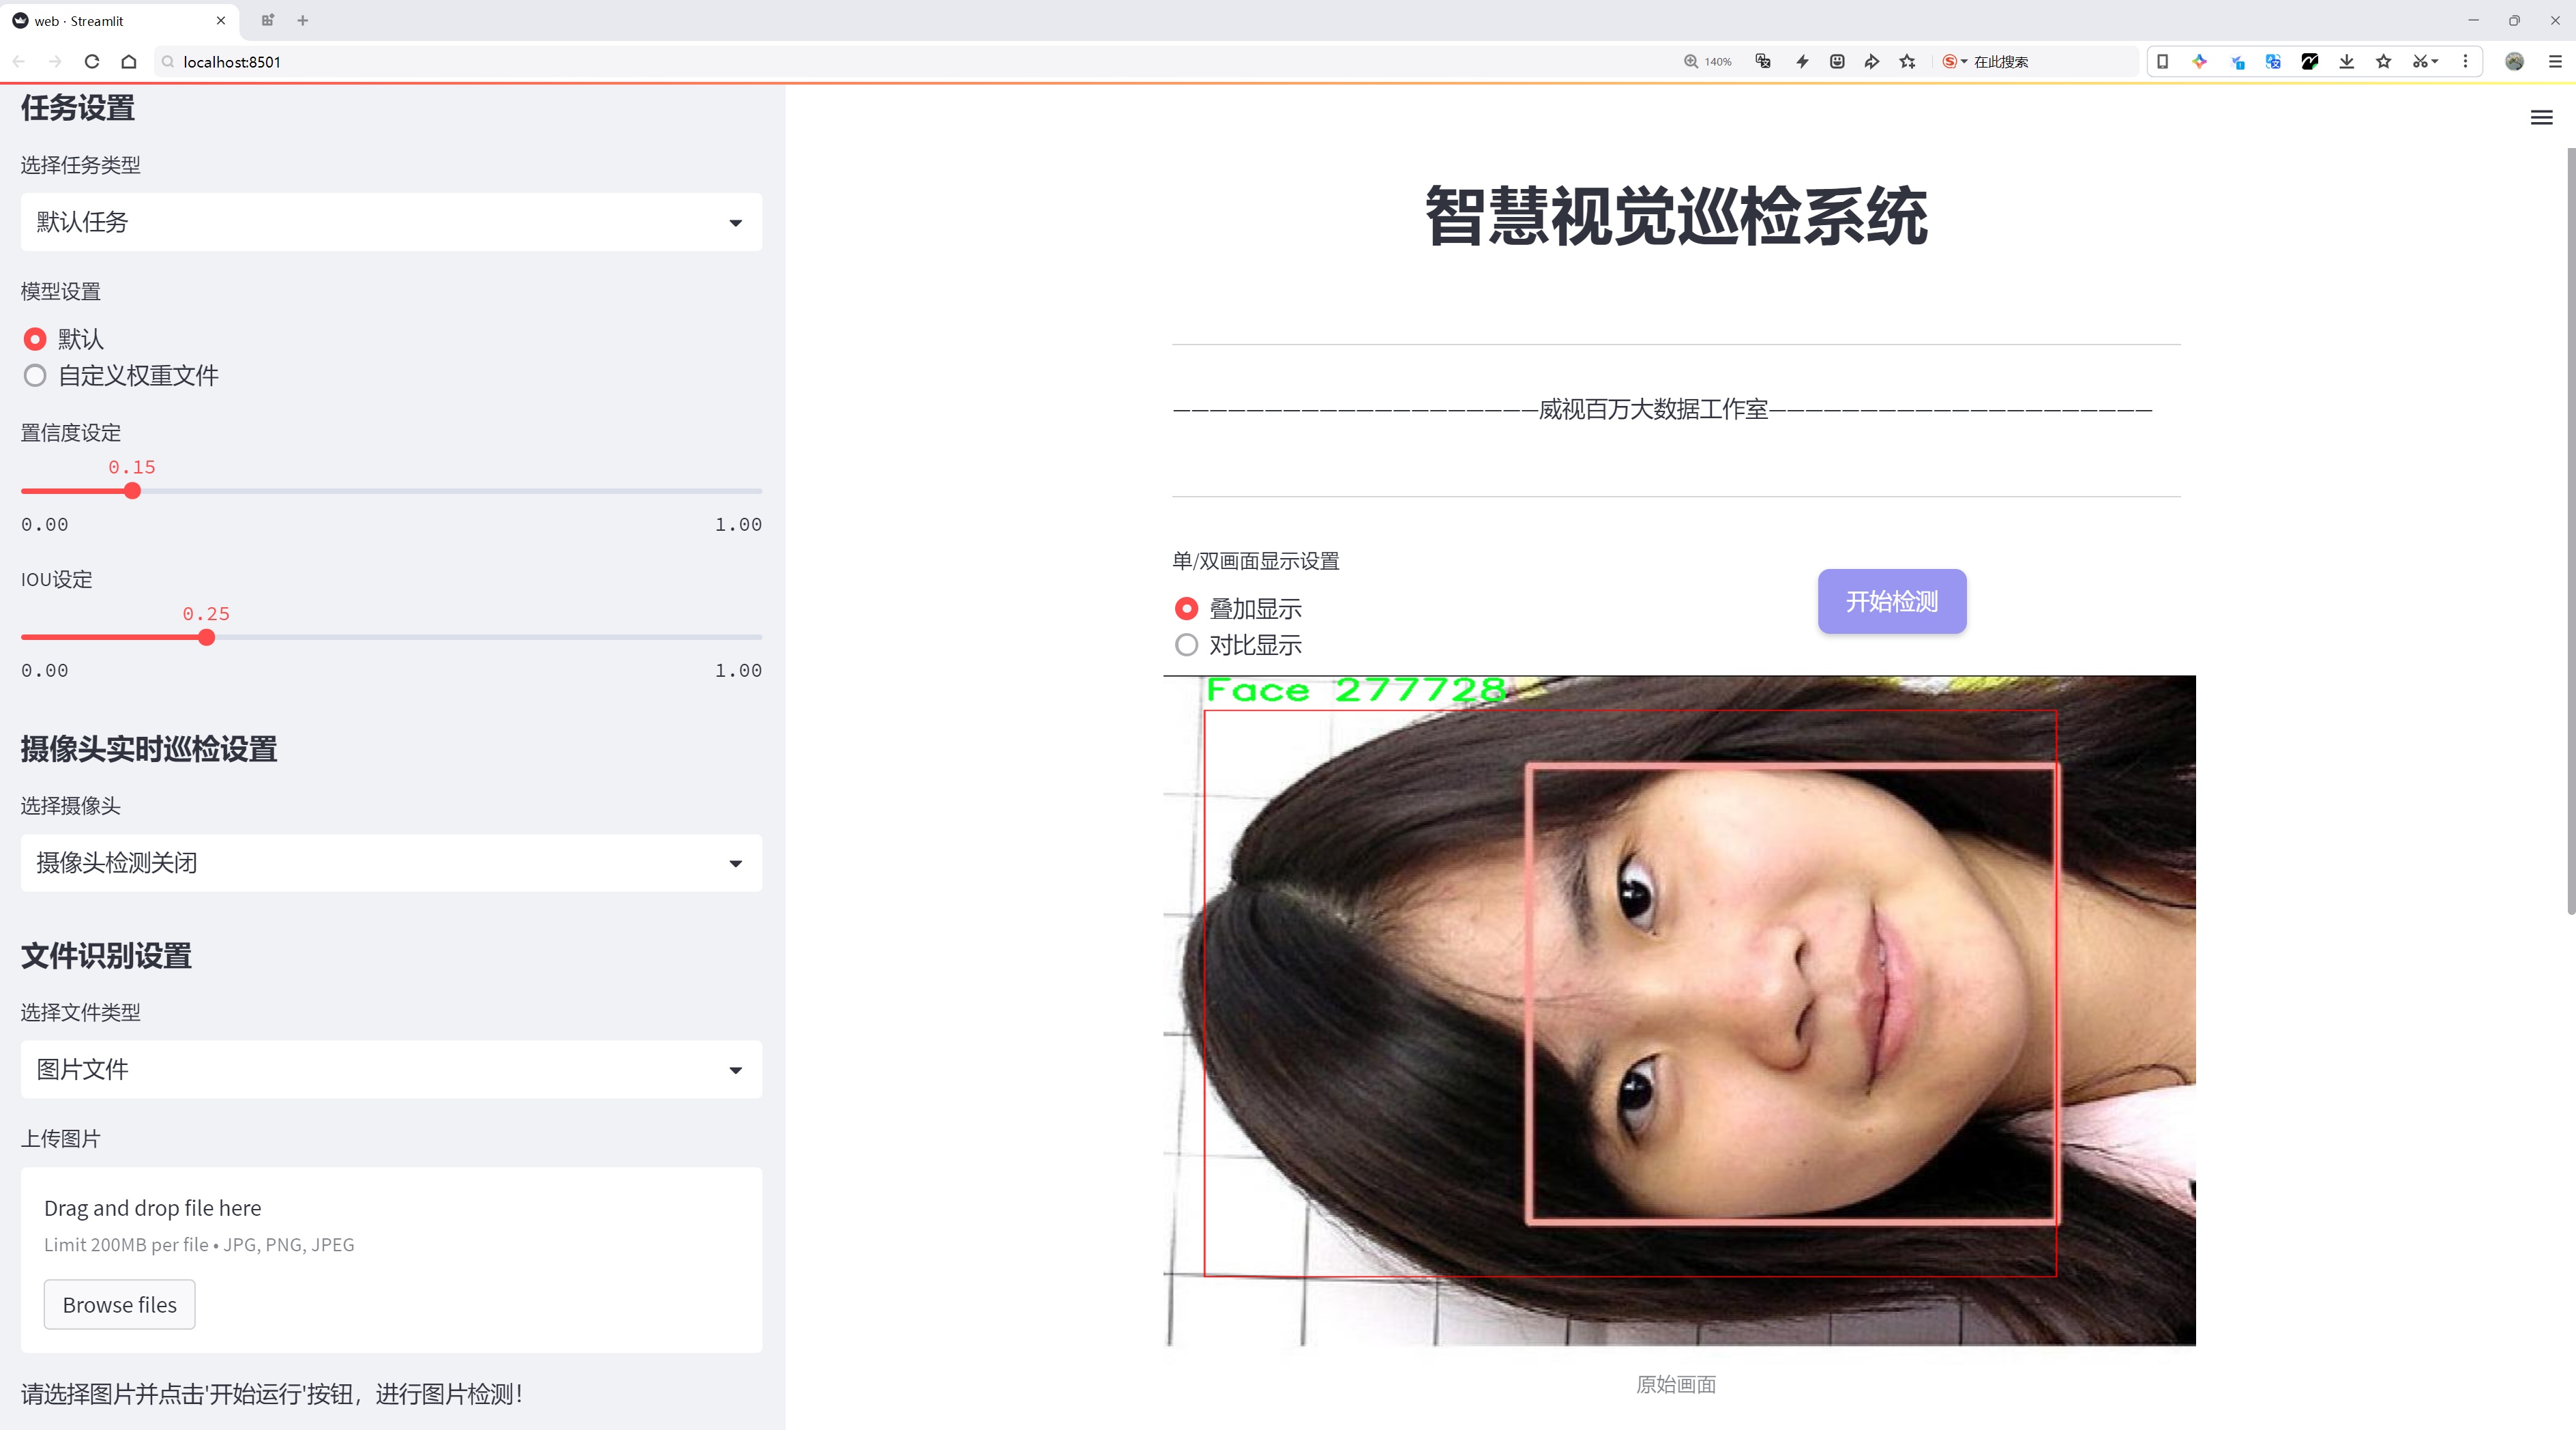 web · Streamlit
localhost:8501
140%
在此搜索
任务设置
选择任务类型
默认任务
模型设置
默认
自定义权重文件
置信度设定
0.15
0.00 1.00
IOU设定
0.25
0.00 1.00
摄像头实时巡检设置
选择摄像头
摄像头检测关闭
文件识别设置
选择文件类型
图片文件
上传图片
Drag and drop file here
Limit 200MB per file • JPG, PNG, JPEG
Browse files
请选择图片并点击'开始运行'按钮，进行图片检测！
智慧视觉巡检系统
————————————————————威视百万大数据工作室—————————————————————
单/双画面显示设置
叠加显示
对比显示
开始检测
Face 277728
原始画面